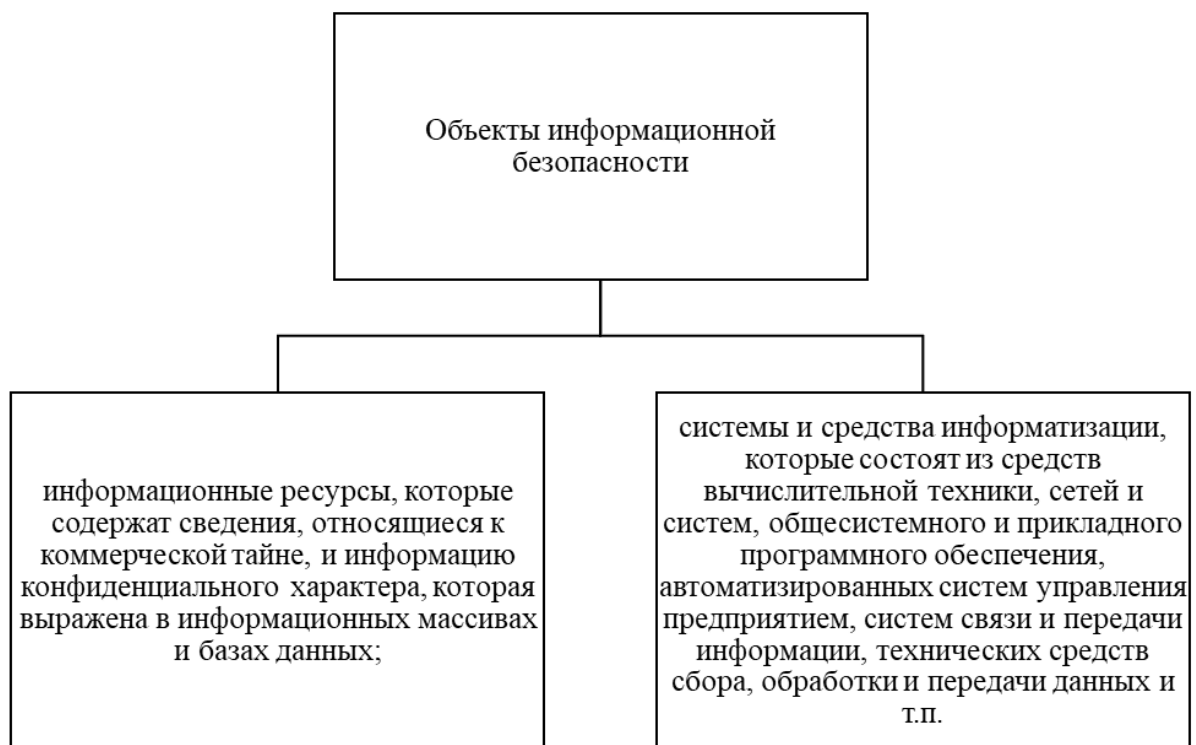 Объекты информационной
безопасности
информационные ресурсы, которые
содержат сведения, относящиеся к
коммерческой тайне, и информацию
конфиденциального характера, которая
выражена в информационных массивах
и базах данных;
системы и средства информатизации,
которые состоят из средств
вычислительной техники, сетей и
систем, общесистемного и прикладного
программного обеспечения,
автоматизированных систем управления
предприятием, систем связи и передачи
информации, технических средств
сбора, обработки и передачи данных и
т.п.